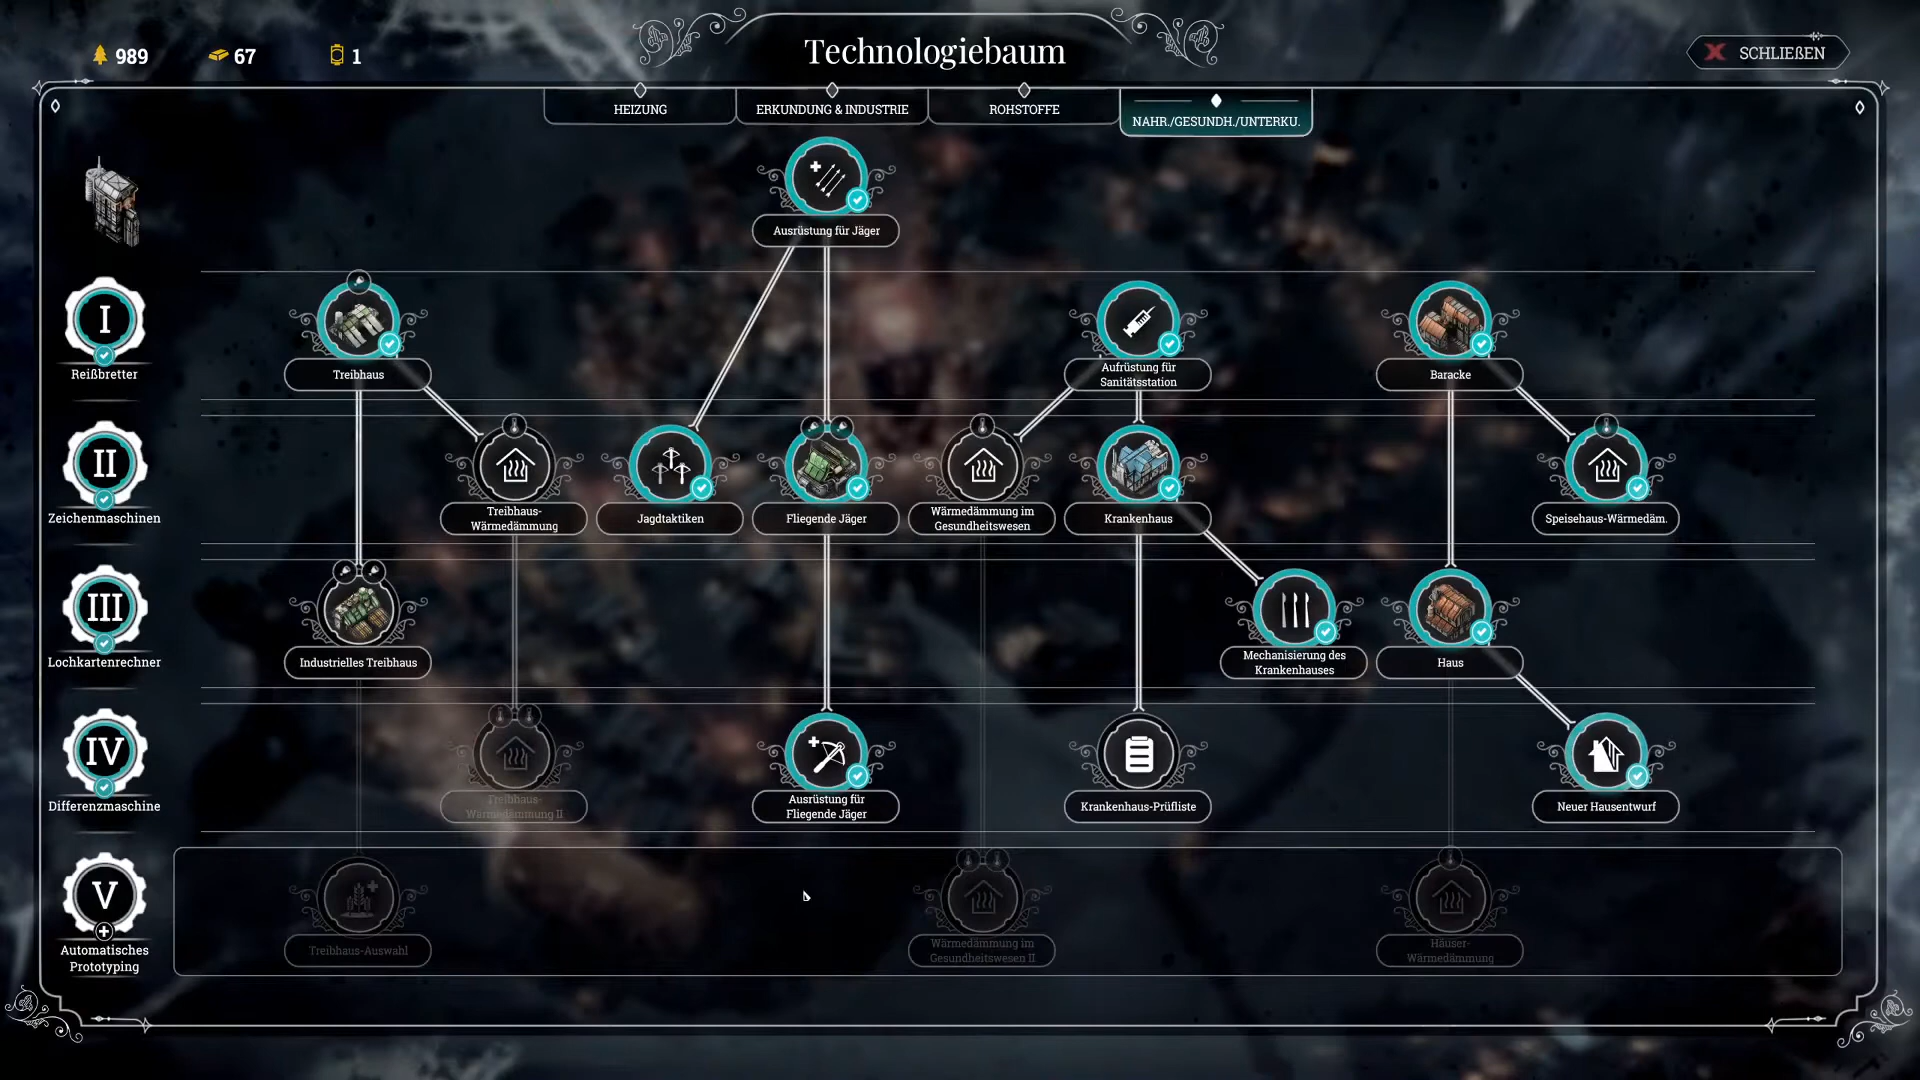 989
67
1
Technologiebaum
SCHLIEẞEN
HEIZUNG
ERKUNDUNG & INDUSTRIE
ROHSTOFFE
NAHR./GESUNDH./UNTERKU.
Ausrüstung für Jäger
I
Reißbretter
Treibhaus
Aufrüstung für
Sanitätsstation
Baracke
II
Zeichenmaschinen
Treibhaus-
Wärmedämmung
Jagdtaktiken
Fliegende Jäger
Wärmedämmung im
Gesundheitswesen
Krankenhaus
Speisehaus-Wärmedäm.
III
Lochkartenrechner
Industrielles Treibhaus
Mechanisierung des
Krankenhauses
Haus
IV
Differenzmaschine
Treibhaus-
Wärmedämmung II
Ausrüstung für
Fliegende Jäger
Krankenhaus-Prüfliste
Neuer Hausentwurf
V
Automatisches
Prototyping
Treibhaus-Auswahl
Wärmedämmung im
Gesundheitswesen II
Häuser-
Wärmedämmung